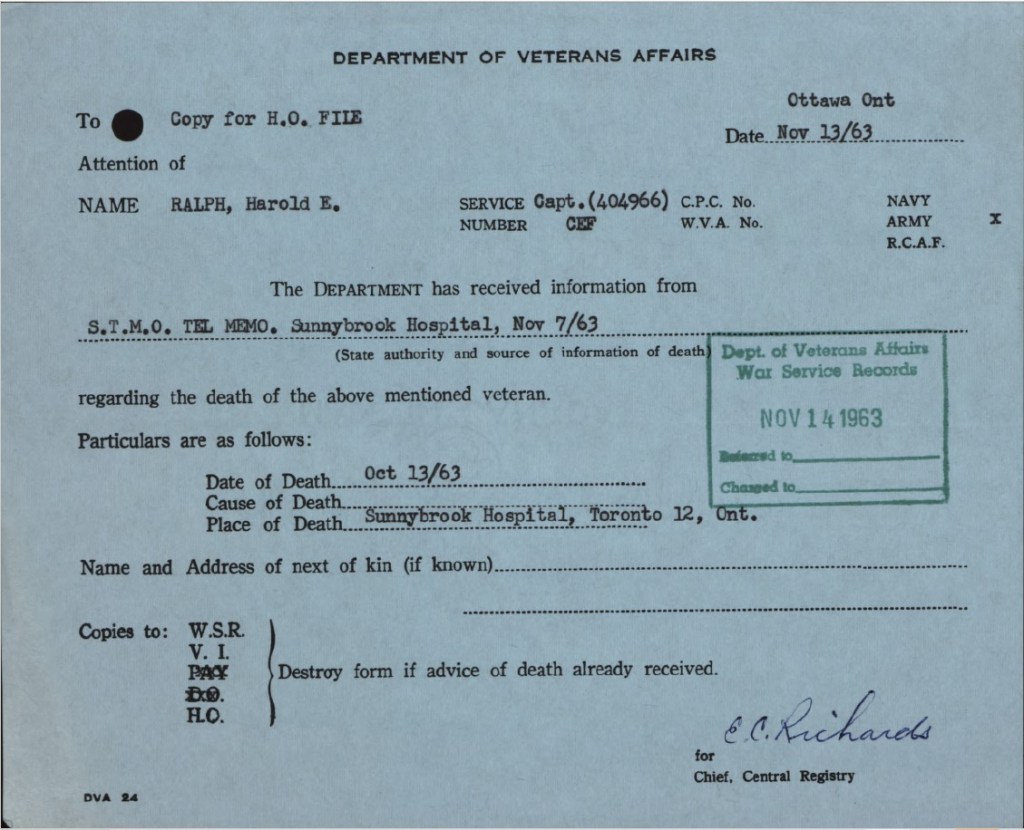 DEPARTMENT OF VETERANS AFFAIRS
Ottawa Ont
To Copy for H.O. FILE
Date Nov 13/63
Attention of
NAME RALPH, Harold E. SERVICE NUMBER Capt.(404966) CEF C.P.C. No. W.V.A. No. NAVY ARMY x R.C.A.F.
The DEPARTMENT has received information from
S.T.M.O. TEL MEMO. Sunnybrook Hospital, Nov 7/63
(State authority and source of information of death)
Dept. of Veterans Affairs
War Service Records
NOV 14 1963
Referred to
Charged to
regarding the death of the above mentioned veteran.
Particulars are as follows:
Date of Death Oct 13/63
Cause of Death
Place of Death Sunnybrook Hospital, Toronto 12, Ont.
Name and Address of next of kin (if known)
Copies to: W.S.R.
V. I.
PAY
D.O.
H.O.
Destroy form if advice of death already received.
E.C. Richards
for
Chief, Central Registry
DVA 24